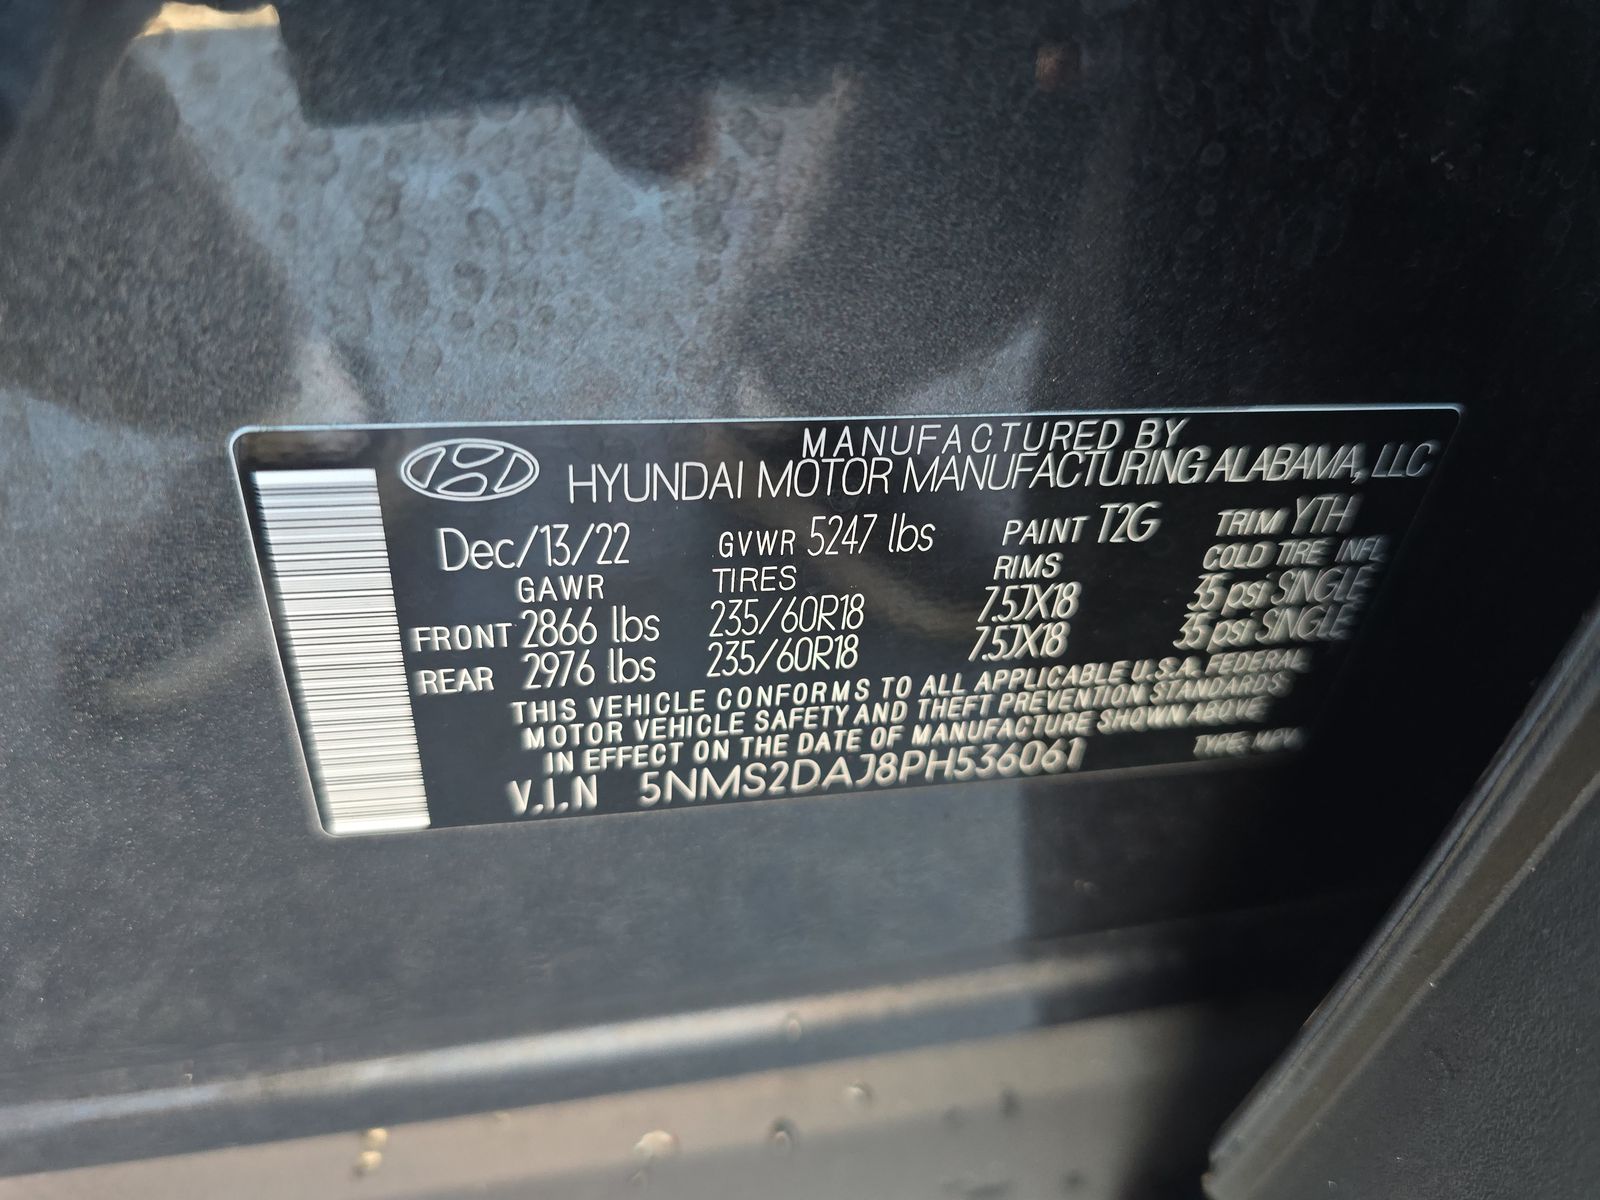 MANUFACTURED BY
HYUNDAI MOTOR MANUFACTURING ALABAMA, LLC
Dec/13/22 GVWR 5247 lbs PAINT T2G TRIM YTH
GAWR TIRES RIMS COLD TIRE INFL
FRONT 2866 lbs 235/60R18 7.5JX18 35 psi SINGLE
REAR 2976 lbs 235/60R18 7.5JX18 35 psi SINGLE
THIS VEHICLE CONFORMS TO ALL APPLICABLE U.S.A. FEDERAL
MOTOR VEHICLE SAFETY AND THEFT PREVENTION STANDARDS
IN EFFECT ON THE DATE OF MANUFACTURE SHOWN ABOVE
V.I.N 5NMS2DAJ8PH536061 TYPE: MPV